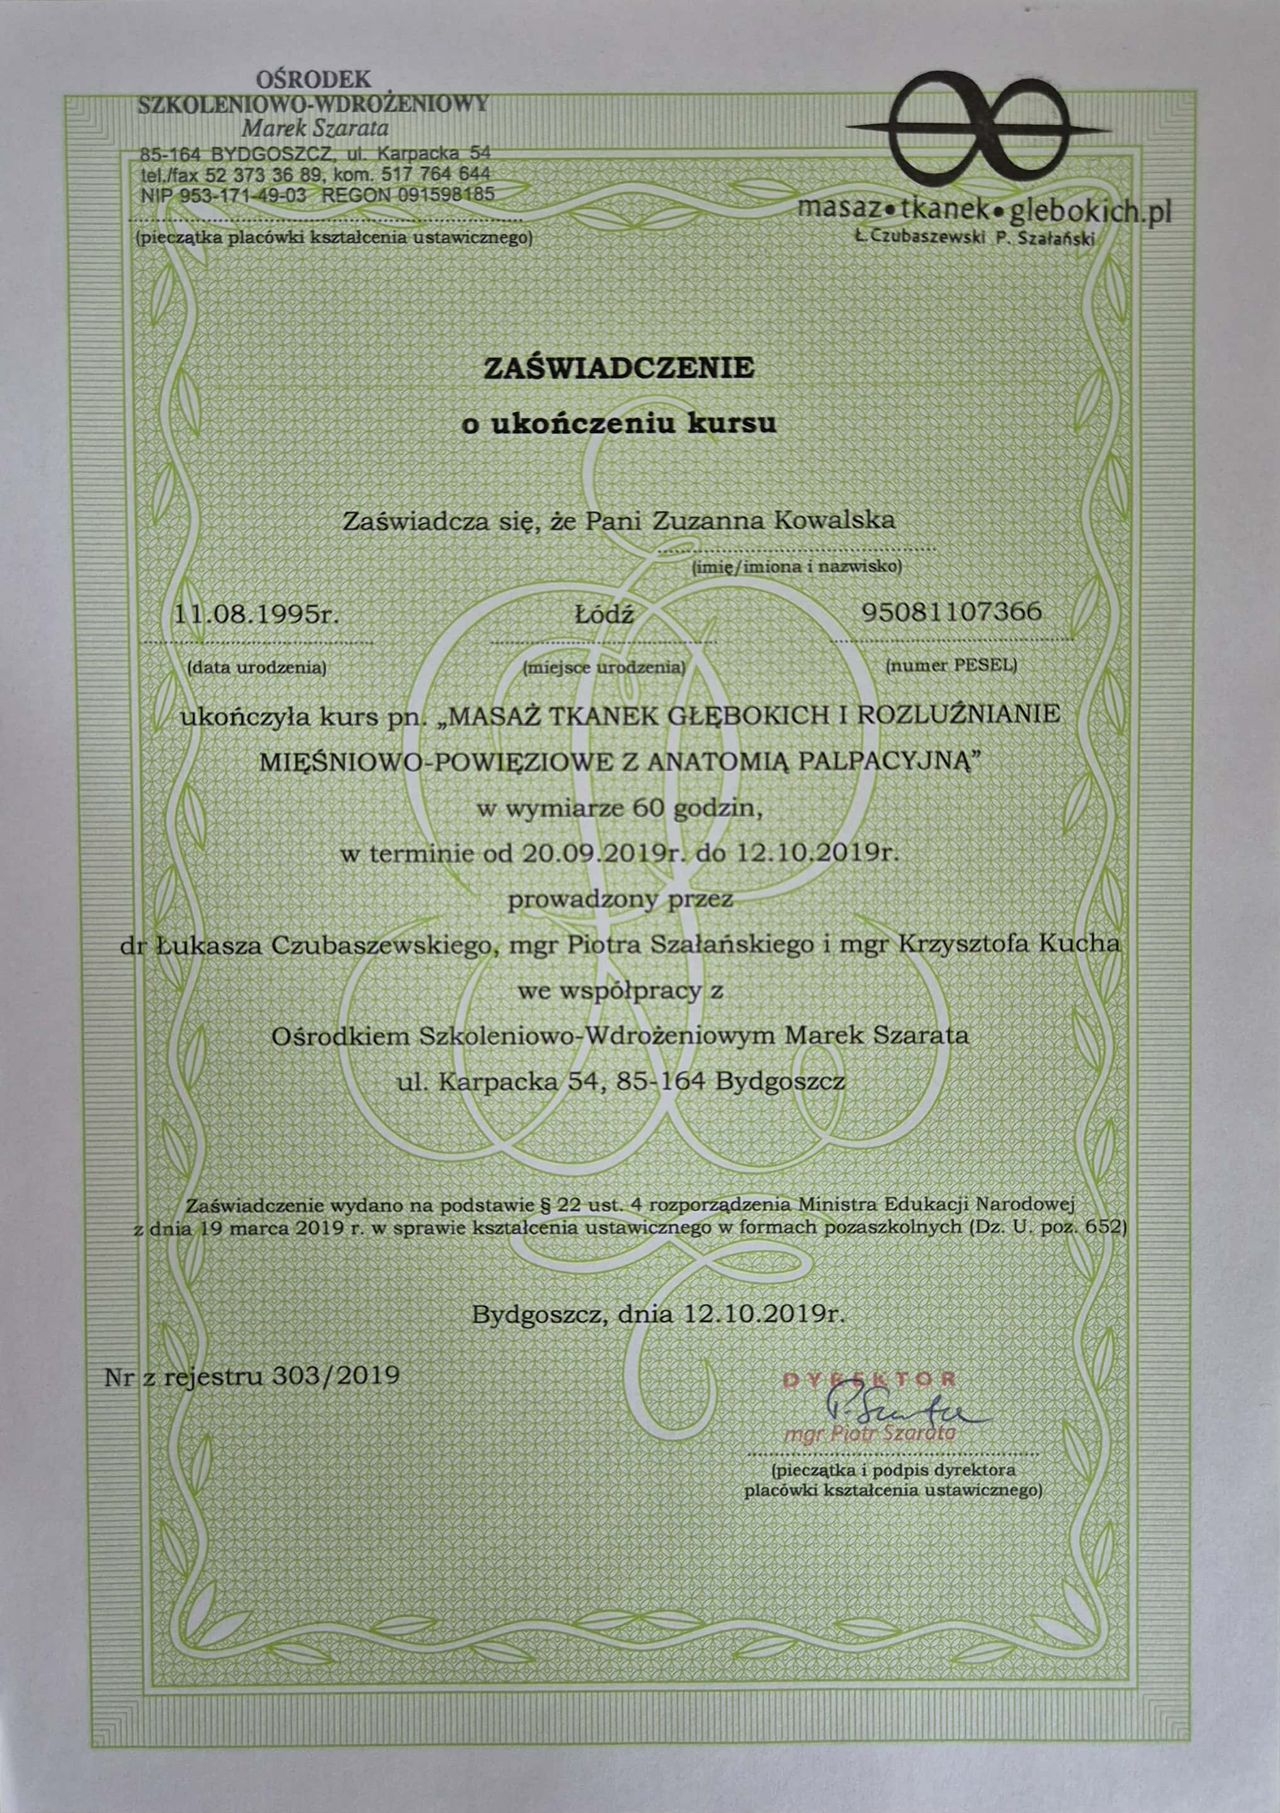 OŚRODEK
SZKOLENIOWO-WDROŻENIOWY
Marek Szarata
85-164 BYDGOSZCZ, ul. Karpacka 54
tel./fax 52 373 36 89, kom. 517 764 644
NIP 953-171-49-03 REGON 091598185
(pieczątka placówki kształcenia ustawicznego)
masaz•tkanek•glebokich.pl
Ł.Czubaszewski P. Szałański
ZAŚWIADCZENIE
o ukończeniu kursu
Zaświadcza się, że Pani Zuzanna Kowalska
(imię/imiona i nazwisko)
11.08.1995r. Łódź 95081107366
(data urodzenia) (miejsce urodzenia) (numer PESEL)
ukończyła kurs pn. „MASAŻ TKANEK GŁĘBOKICH I ROZLUŹNIANIE
MIĘŚNIOWO-POWIĘZIOWE Z ANATOMIĄ PALPACYJNĄ”
w wymiarze 60 godzin,
w terminie od 20.09.2019r. do 12.10.2019r.
prowadzony przez
dr Łukasza Czubaszewskiego, mgr Piotra Szałańskiego i mgr Krzysztofa Kucha
we współpracy z
Ośrodkiem Szkoleniowo-Wdrożeniowym Marek Szarata
ul. Karpacka 54, 85-164 Bydgoszcz
Zaświadczenie wydano na podstawie § 22 ust. 4 rozporządzenia Ministra Edukacji Narodowej
z dnia 19 marca 2019 r. w sprawie kształcenia ustawicznego w formach pozaszkolnych (Dz. U. poz. 652)
Bydgoszcz, dnia 12.10.2019r.
Nr z rejestru 303/2019
DYREKTOR
P. Szarata
mgr Piotr Szarata
(pieczątka i podpis dyrektora
placówki kształcenia ustawicznego)